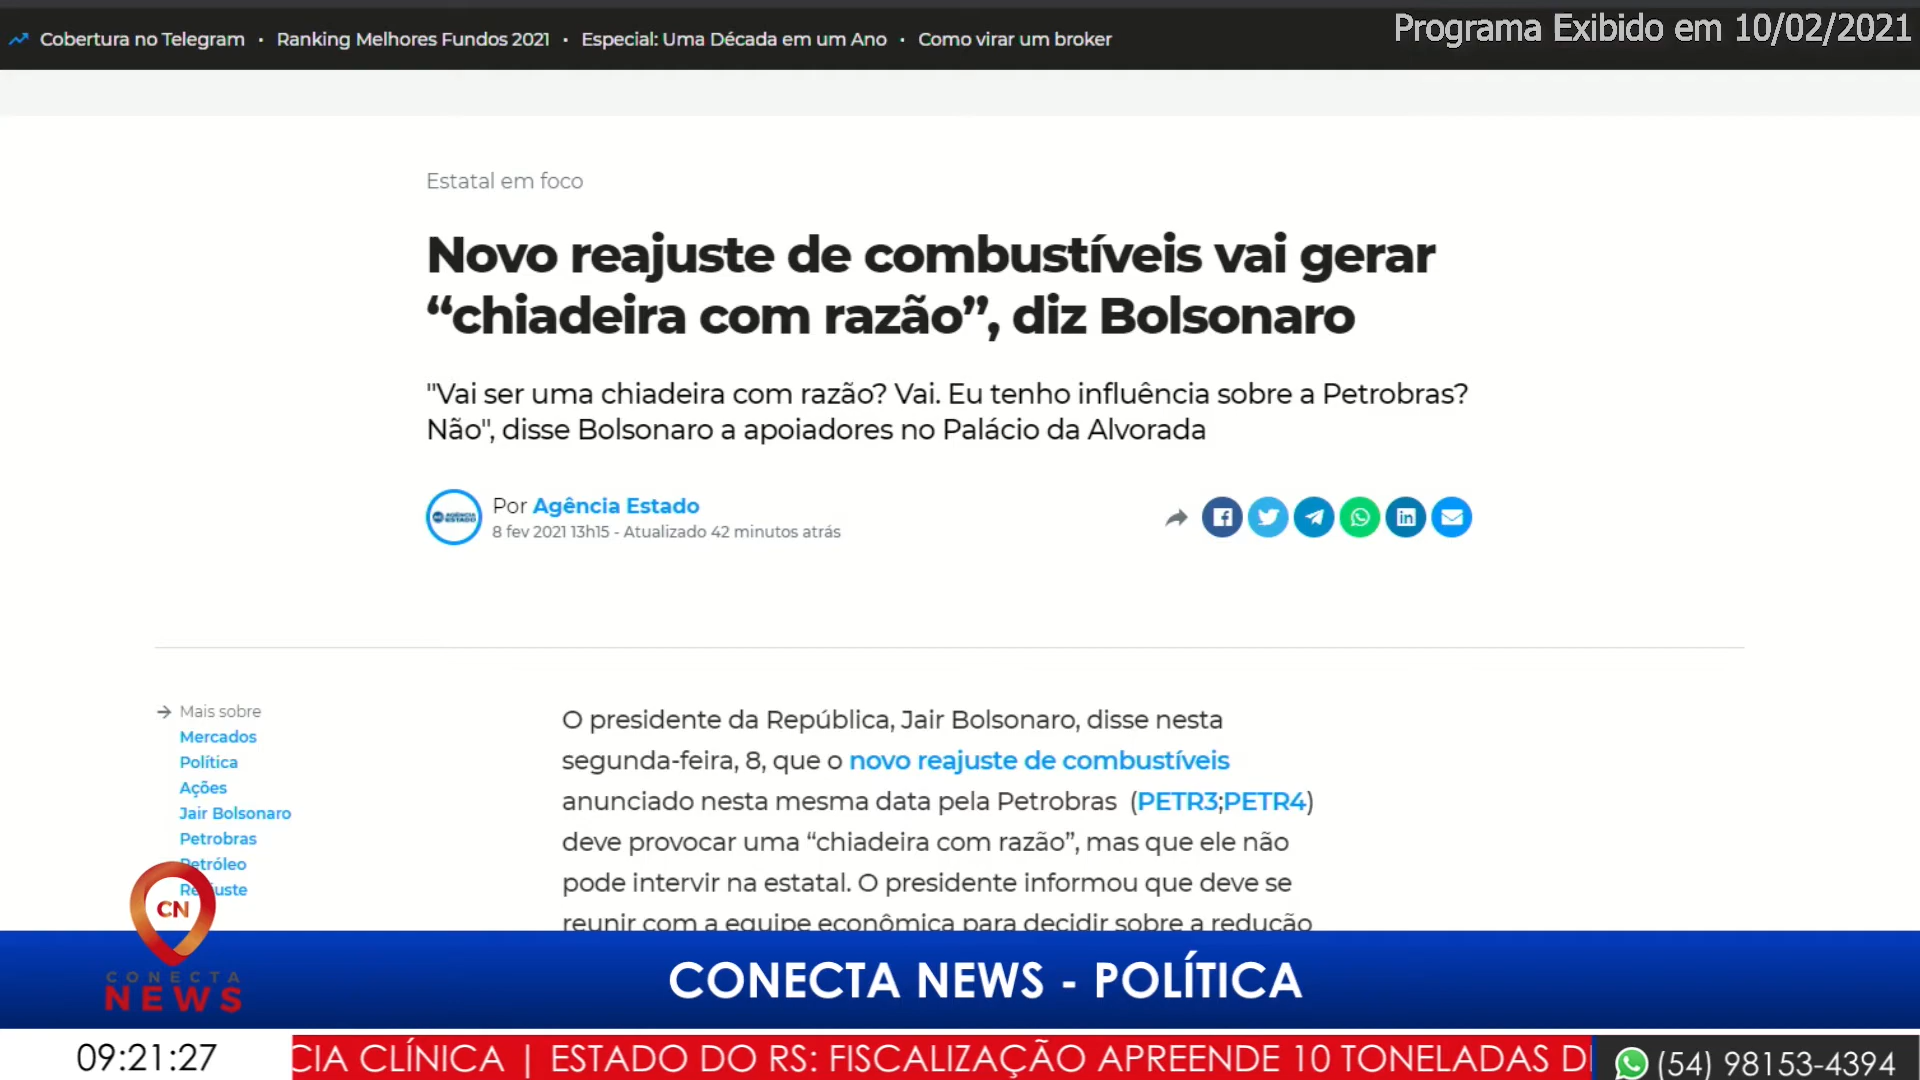 Cobertura no Telegram · Ranking Melhores Fundos 2021 · Especial: Uma Década em um Ano · Como virar um broker
Programa Exibido em 10/02/2021
Estatal em foco
Novo reajuste de combustíveis vai gerar
“chiadeira com razão”, diz Bolsonaro
"Vai ser uma chiadeira com razão? Vai. Eu tenho influência sobre a Petrobras?
Não", disse Bolsonaro a apoiadores no Palácio da Alvorada
AGÊNCIA
ESTADO
Por Agência Estado
8 fev 2021 13h15 - Atualizado 42 minutos atrás
Mais sobre
Mercados
Política
Ações
Jair Bolsonaro
Petrobras
Petróleo
Reajuste
O presidente da República, Jair Bolsonaro, disse nesta
segunda-feira, 8, que o novo reajuste de combustíveis
anunciado nesta mesma data pela Petrobras (PETR3;PETR4)
deve provocar uma “chiadeira com razão”, mas que ele não
pode intervir na estatal. O presidente informou que deve se
reunir com a equipe econômica para decidir sobre a redução
CN
CONECTA
NEWS
CONECTA NEWS - POLÍTICA
09:21:27
CIA CLÍNICA | ESTADO DO RS: FISCALIZAÇÃO APREENDE 10 TONELADAS D
(54) 98153-4394